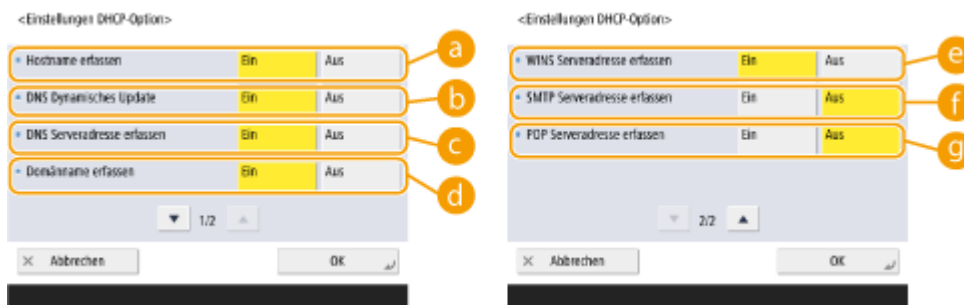 <Einstellungen DHCP-Option>
Hostname erfassen Ein Aus a
DNS Dynamisches Update Ein Aus b
DNS Serveradresse erfassen Ein Aus c
Domänname erfassen Ein Aus d
1/2
Abbrechen OK
<Einstellungen DHCP-Option>
WINS Serveradresse erfassen Ein Aus e
SMTP Serveradresse erfassen Ein Aus f
POP Serveradresse erfassen Ein Aus g
2/2
Abbrechen OK